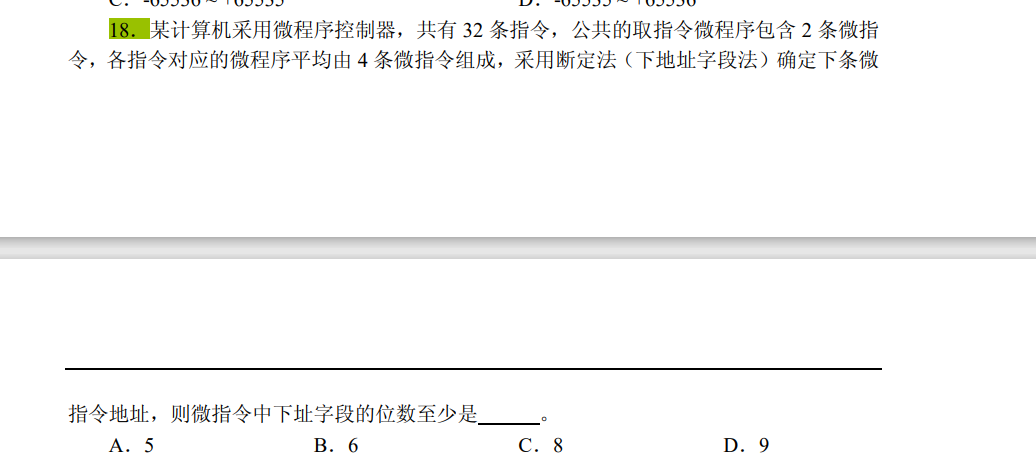 18．某计算机采用微程序控制器，共有 32 条指令，公共的取指令微程序包含 2 条微指
令，各指令对应的微程序平均由 4 条微指令组成，采用断定法（下地址字段法）确定下条微
指令地址，则微指令中下址字段的位数至少是______。
A．5 B．6 C．8 D．9